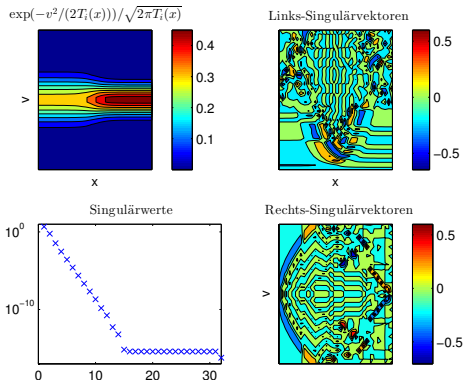 exp(−v²/(2Tᵢ(x)))/√2πTᵢ(x)
v
x
0.4
0.3
0.2
0.1
Links-Singulärvektoren
x
0.5
0
−0.5
Singulärwerte
10⁰
10⁻¹⁰
0
10
20
30
Rechts-Singulärvektoren
v
0.5
0
−0.5